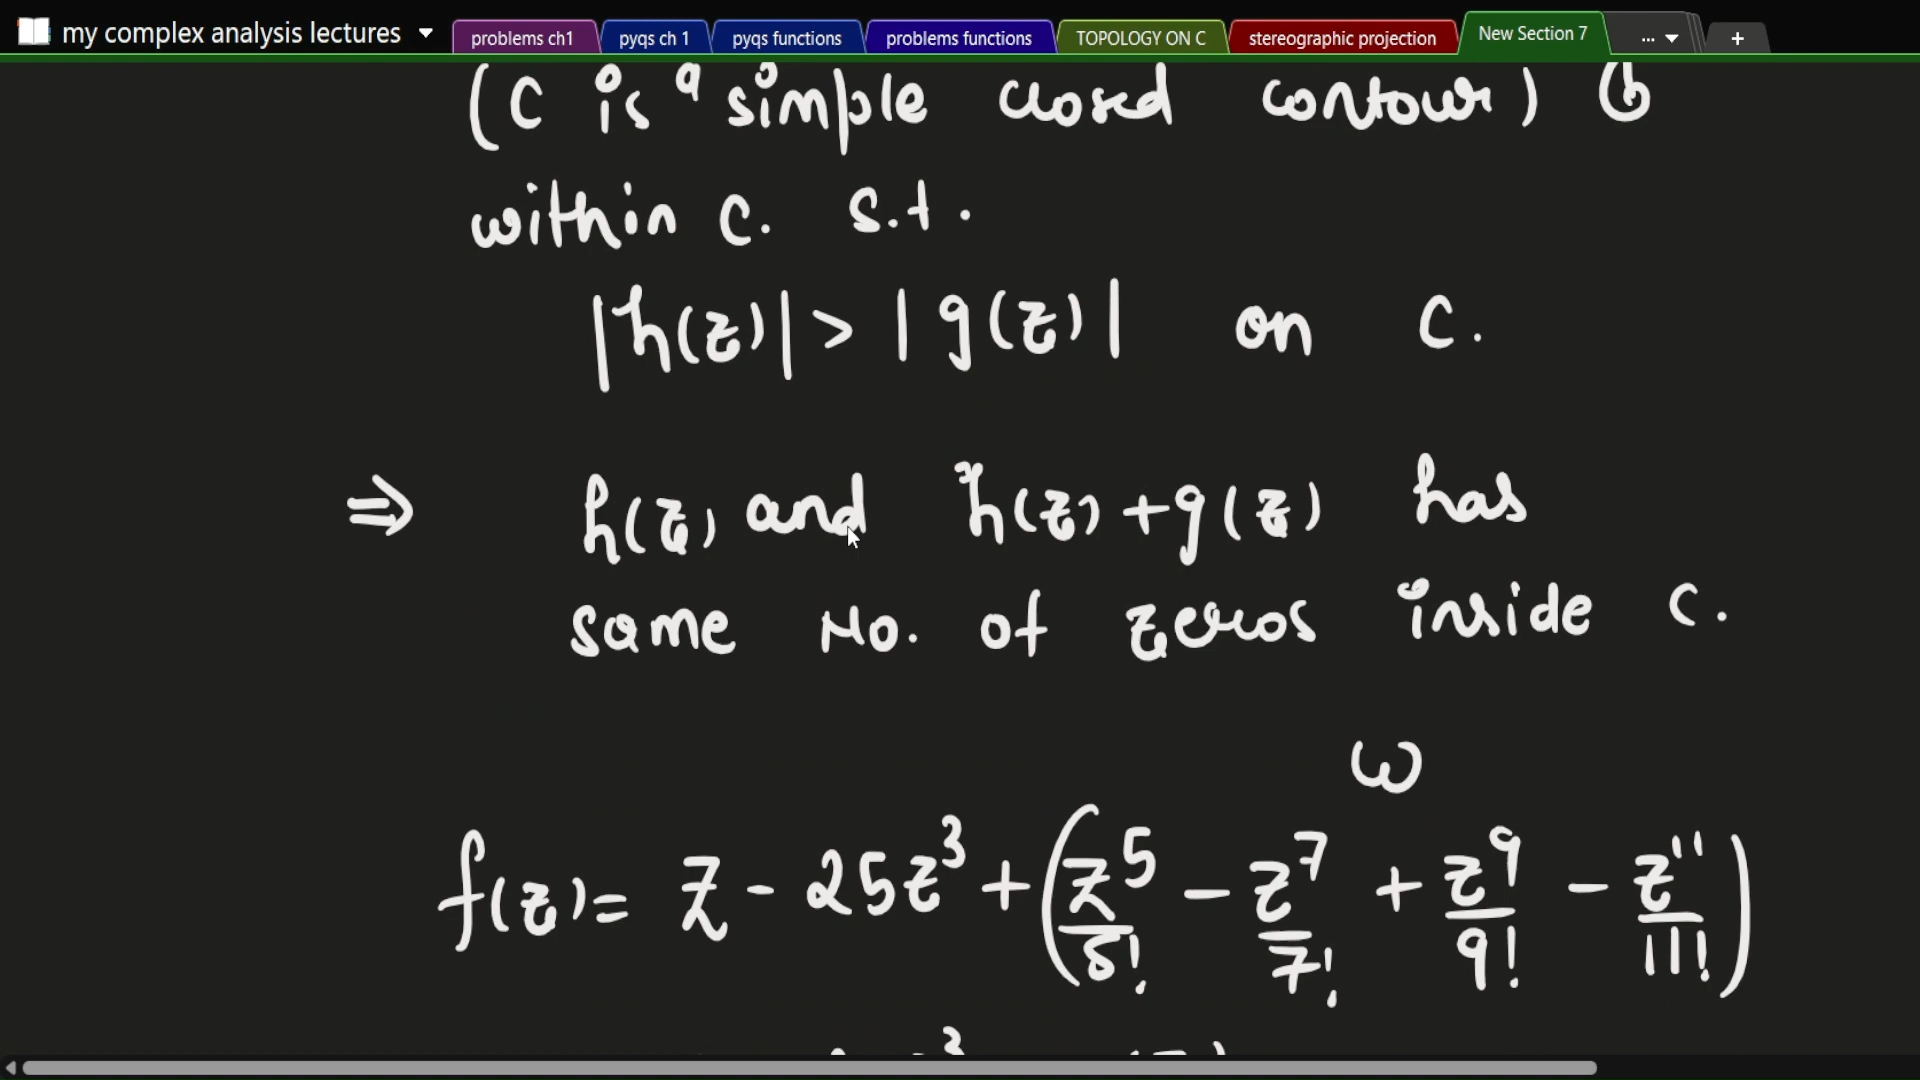 my complex analysis lectures
problems ch1
pyqs ch 1
pyqs functions
problems functions
TOPOLOGY ON C
stereographic projection
New Section 7
...
+
(C is a simple closed contour)
within C. s.t.
|h(z)| > |g(z)| on C.
⇒ h(z) and h(z)+g(z) has
same No. of zeros inside C.
ω
f(z) = z - 25z³ + (z⁵/5! - z⁷/7! + z⁹/9! - z¹¹/11!)